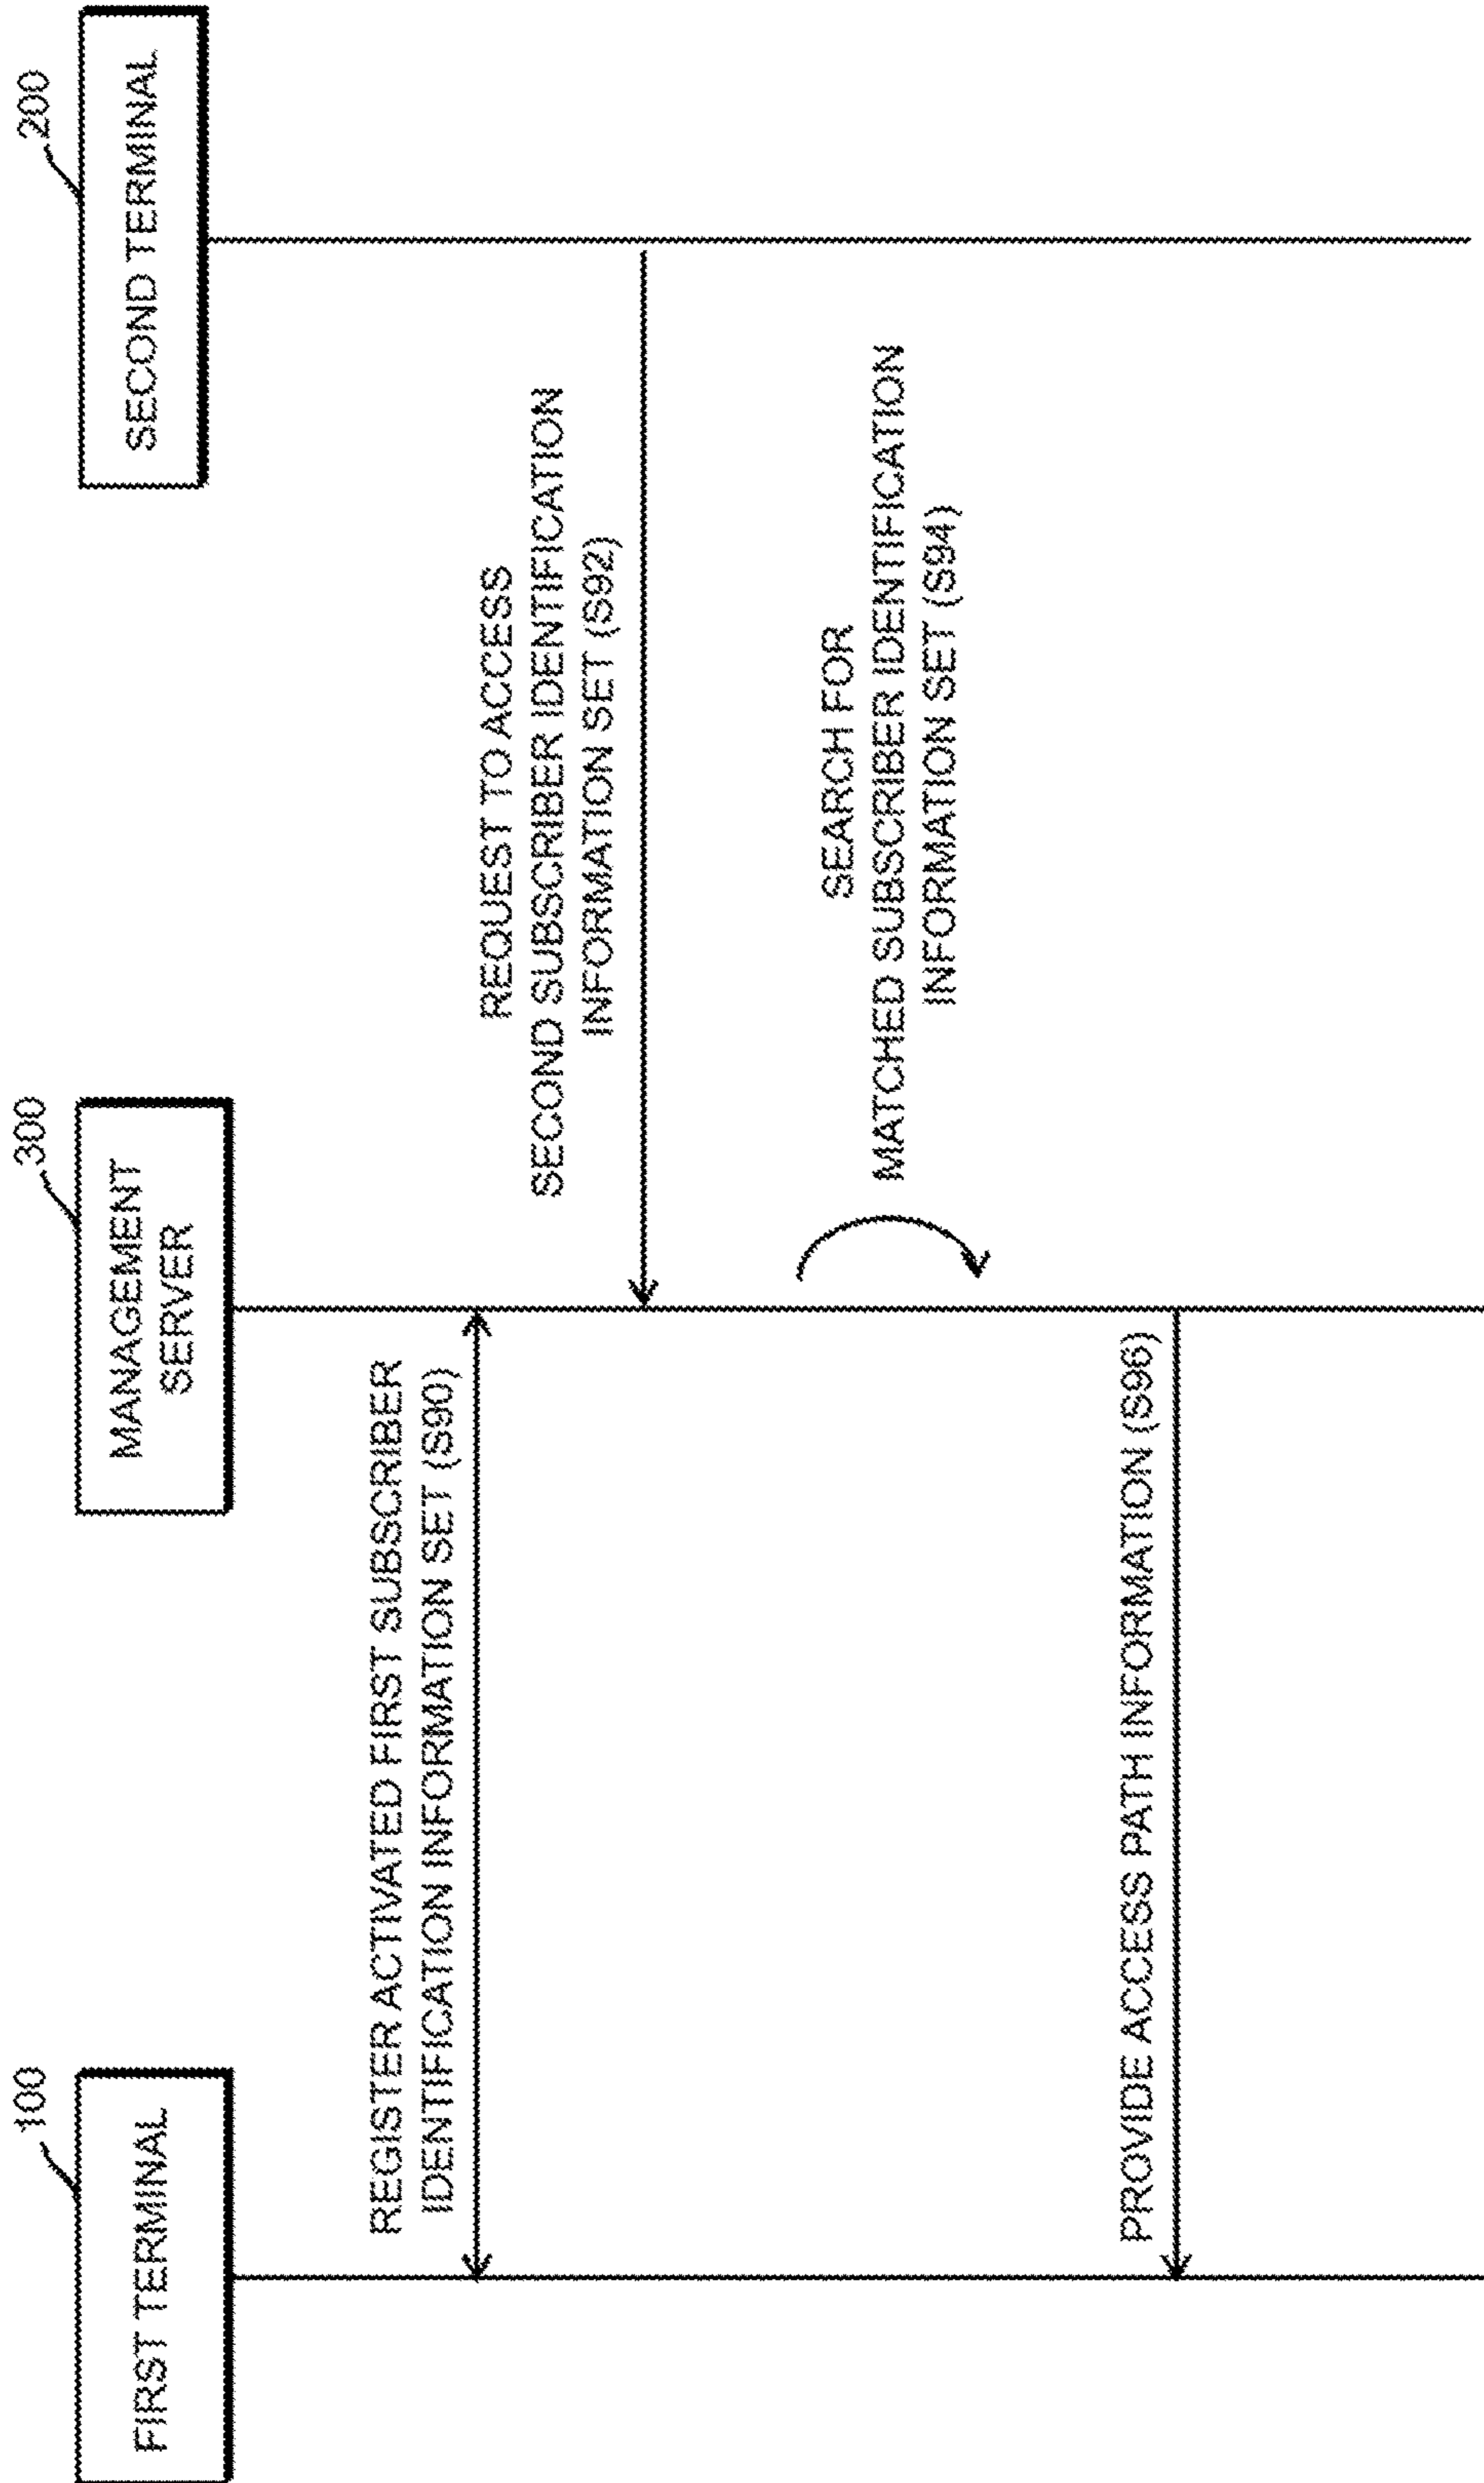 100
FIRST TERMINAL
300
MANAGEMENT
SERVER
200
SECOND TERMINAL
REGISTER ACTIVATED FIRST SUBSCRIBER
IDENTIFICATION INFORMATION SET (S90)
REQUEST TO ACCESS
SECOND SUBSCRIBER IDENTIFICATION
INFORMATION SET (S92)
SEARCH FOR
MATCHED SUBSCRIBER IDENTIFICATION
INFORMATION SET (S94)
PROVIDE ACCESS PATH INFORMATION (S96)